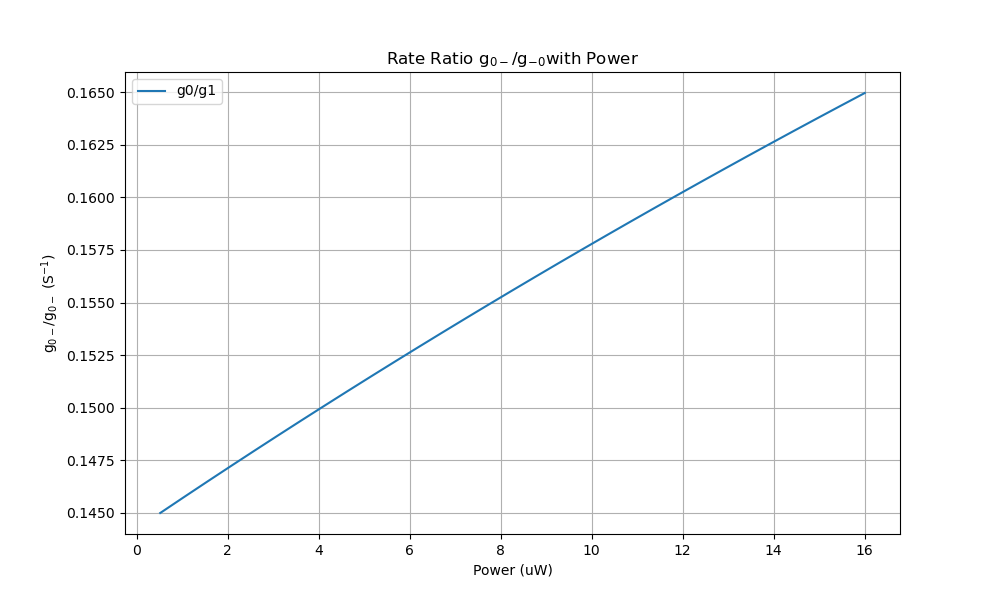 Rate Ratio g₀₋/g₋₀with Power
g0/g1
0.1650
0.1625
0.1600
0.1575
0.1550
0.1525
0.1500
0.1475
0.1450
g₀₋/g₀₋ (S⁻¹)
0 2 4 6 8 10 12 14 16
Power (uW)